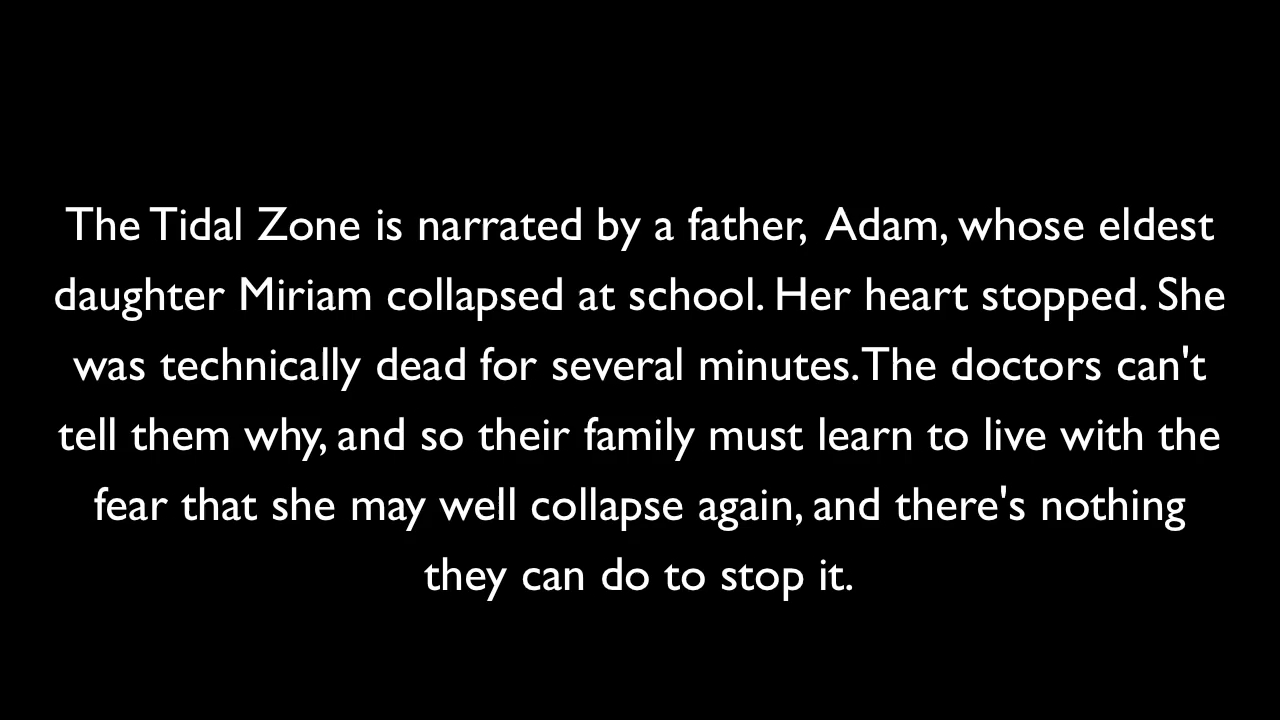 The Tidal Zone is narrated by a father, Adam, whose eldest
daughter Miriam collapsed at school. Her heart stopped. She
was technically dead for several minutes. The doctors can't
tell them why, and so their family must learn to live with the
fear that she may well collapse again, and there's nothing
they can do to stop it.